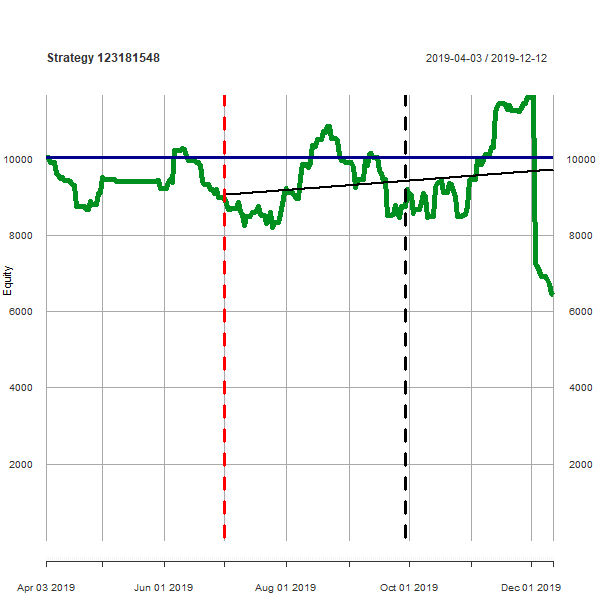 Strategy 123181548
2019-04-03 / 2019-12-12
10000
10000
8000
8000
Equity
6000
6000
4000
4000
2000
2000
Apr 03 2019
Jun 01 2019
Aug 01 2019
Oct 01 2019
Dec 01 2019